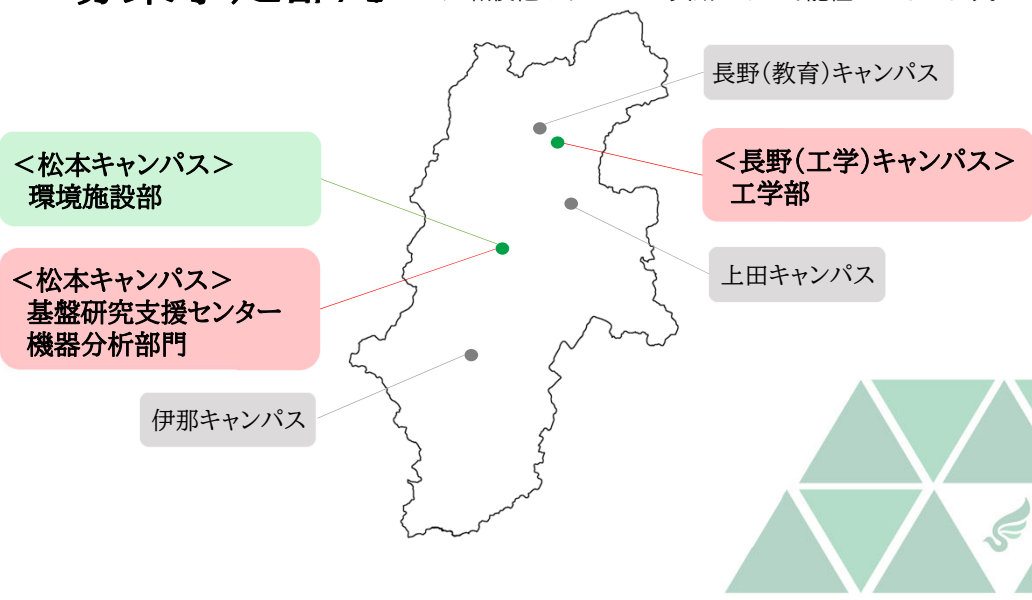 長野(教育)キャンパス
<松本キャンパス>
環境施設部
<長野(工学)キャンパス>
工学部
<松本キャンパス>
基盤研究支援センター
機器分析部門
上田キャンパス
伊那キャンパス